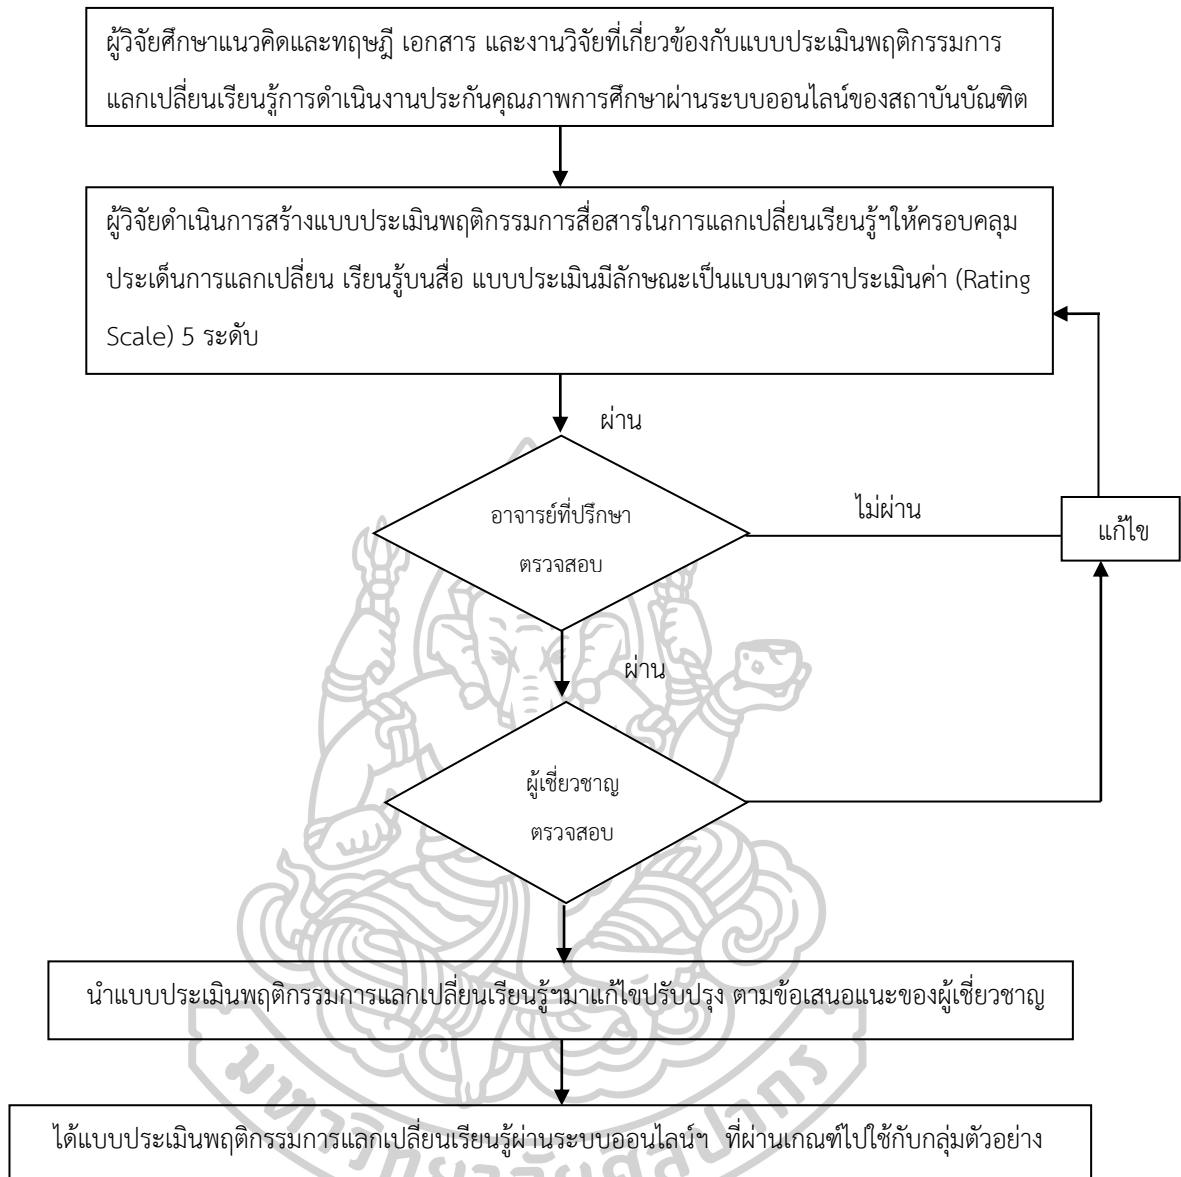 ผู้วิจัยศึกษาแนวคิดและทฤษฎี เอกสาร และงานวิจัยที่เกี่ยวข้องกับแบบประเมินพฤติกรรมการ
แลกเปลี่ยนเรียนรู้การดำเนินงานประกันคุณภาพการศึกษาผ่านระบบออนไลน์ของสถาบันบัณฑิต
ผู้วิจัยดำเนินการสร้างแบบประเมินพฤติกรรมการสื่อสารในการแลกเปลี่ยนเรียนรู้ฯให้ครอบคลุม
ประเด็นการแลกเปลี่ยน เรียนรู้บนสื่อ แบบประเมินมีลักษณะเป็นแบบมาตราประเมินค่า (Rating
Scale) 5 ระดับ
ผ่าน
อาจารย์ที่ปรึกษา
ตรวจสอบ
ไม่ผ่าน
แก้ไข
ผ่าน
ผู้เชี่ยวชาญ
ตรวจสอบ
นำแบบประเมินพฤติกรรมการแลกเปลี่ยนเรียนรู้ฯมาแก้ไขปรับปรุง ตามข้อเสนอแนะของผู้เชี่ยวชาญ
ได้แบบประเมินพฤติกรรมการแลกเปลี่ยนเรียนรู้ผ่านระบบออนไลน์ฯ ที่ผ่านเกณฑ์ไปใช้กับกลุ่มตัวอย่าง
มหาวิทยาลัยศิลปากร